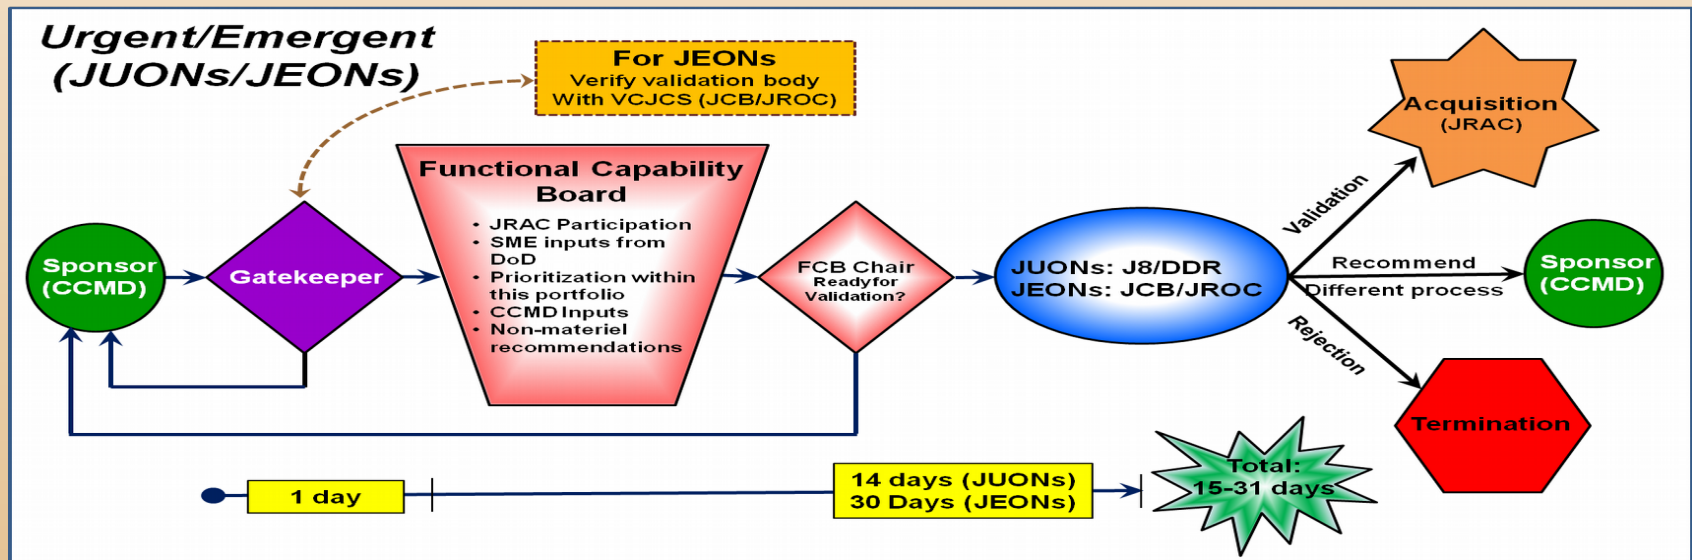 Urgent/Emergent
(JUONs/JEONs)
For JEONs
Verify validation body
With VCJCS (JCB/JROC)
Sponsor
(CCMD)
Gatekeeper
Functional Capability
Board
• JRAC Participation
• SME inputs from
DoD
• Prioritization within
this portfolio
• CCMD Inputs
• Non-materiel
recommendations
FCB Chair
Readyfor
Validation?
JUONs: J8/DDR
JEONs: JCB/JROC
Validation
Recommend
Different process
Rejection
Acquisition
(JRAC)
Sponsor
(CCMD)
Termination
1 day
14 days (JUONs)
30 Days (JEONs)
Total:
15-31 days